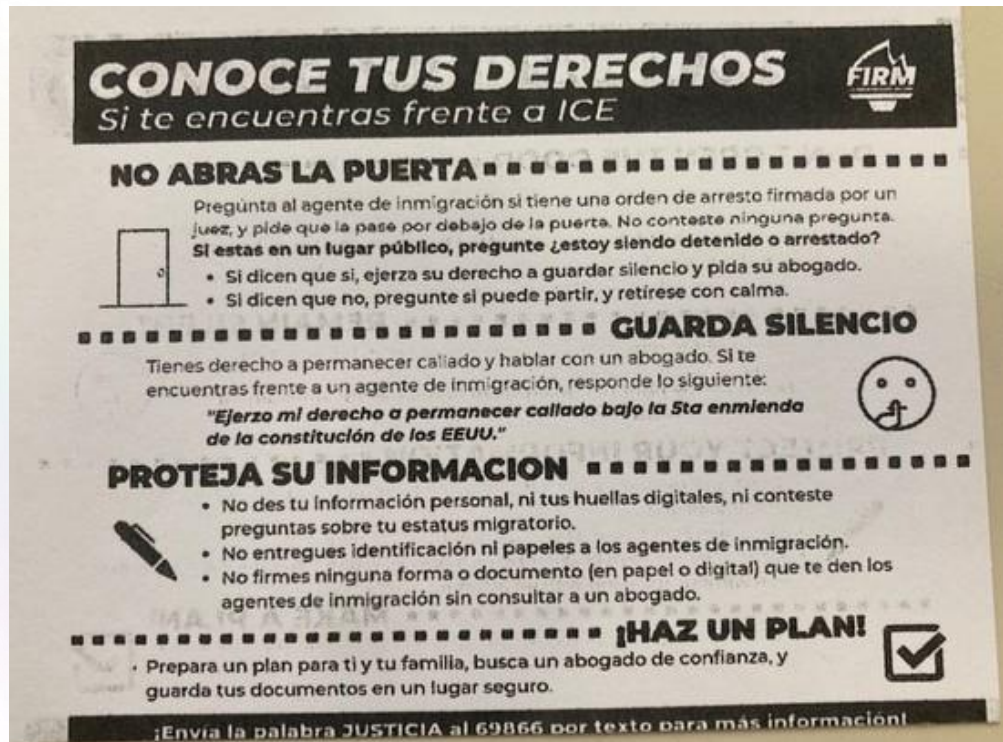 CONOCE TUS DERECHOS
Si te encuentras frente a ICE
FIRM
NO ABRAS LA PUERTA
Pregunta al agente de inmigración si tiene una orden de arresto firmada por un
juez, y pide que la pase por debajo de la puerta. No conteste ninguna pregunta.
Si estas en un lugar público, pregunte ¿estoy siendo detenido o arrestado?
• Si dicen que si, ejerza su derecho a guardar silencio y pida su abogado.
• Si dicen que no, pregunte si puede partir, y retírese con calma.
GUARDA SILENCIO
Tienes derecho a permanecer callado y hablar con un abogado. Si te
encuentras frente a un agente de inmigración, responde lo siguiente:
"Ejerzo mi derecho a permanecer callado bajo la 5ta enmienda
de la constitución de los EEUU."
PROTEJA SU INFORMACION
• No des tu información personal, ni tus huellas digitales, ni conteste
preguntas sobre tu estatus migratorio.
• No entregues identificación ni papeles a los agentes de inmigración.
• No firmes ninguna forma o documento (en papel o digital) que te den los
agentes de inmigración sin consultar a un abogado.
¡HAZ UN PLAN!
• Prepara un plan para ti y tu familia, busca un abogado de confianza, y
guarda tus documentos en un lugar seguro.
¡Envía la palabra JUSTICIA al 69866 por texto para más información!